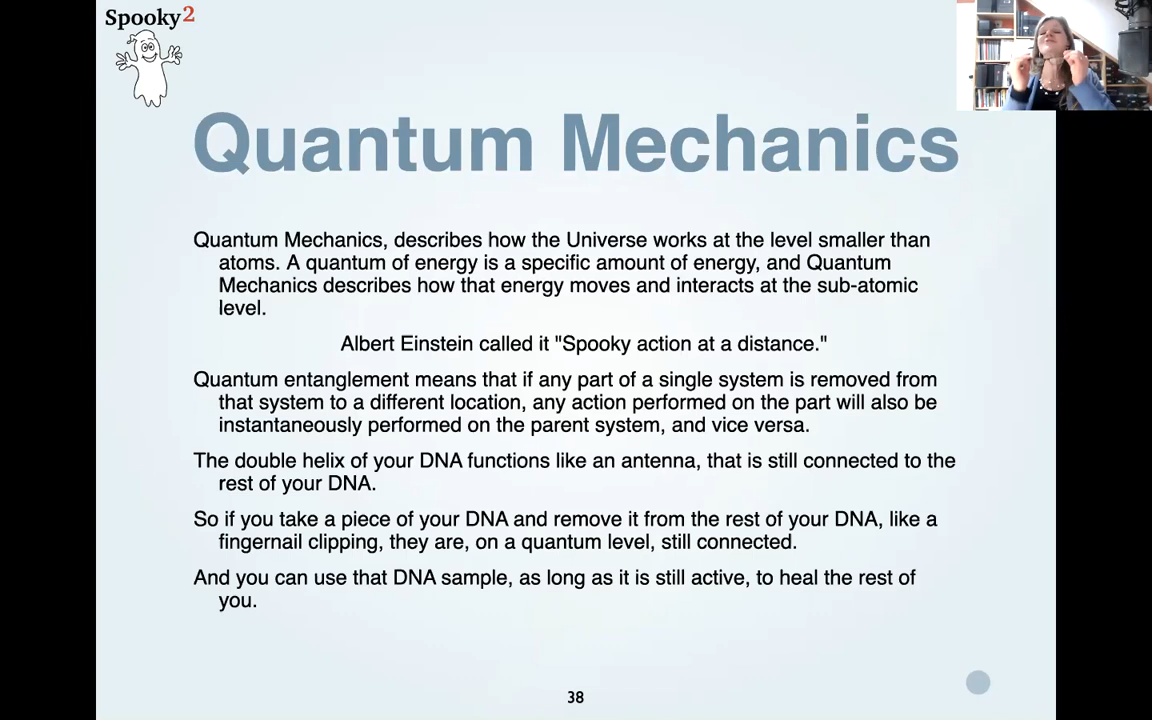 Spooky2
Quantum Mechanics
Quantum Mechanics, describes how the Universe works at the level smaller than
atoms. A quantum of energy is a specific amount of energy, and Quantum
Mechanics describes how that energy moves and interacts at the sub-atomic
level.
Albert Einstein called it "Spooky action at a distance."
Quantum entanglement means that if any part of a single system is removed from
that system to a different location, any action performed on the part will also be
instantaneously performed on the parent system, and vice versa.
The double helix of your DNA functions like an antenna, that is still connected to the
rest of your DNA.
So if you take a piece of your DNA and remove it from the rest of your DNA, like a
fingernail clipping, they are, on a quantum level, still connected.
And you can use that DNA sample, as long as it is still active, to heal the rest of
you.
38